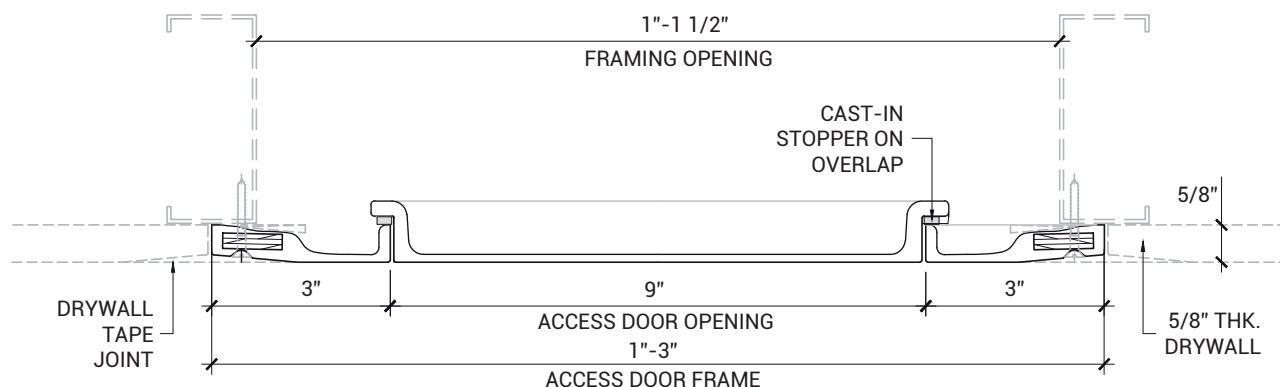 1"-1 1/2"
FRAMING OPENING
CAST-IN
STOPPER ON
OVERLAP
5/8"
3"
9"
3"
DRYWALL
TAPE
JOINT
ACCESS DOOR OPENING
5/8" THK.
DRYWALL
1"-3"
ACCESS DOOR FRAME